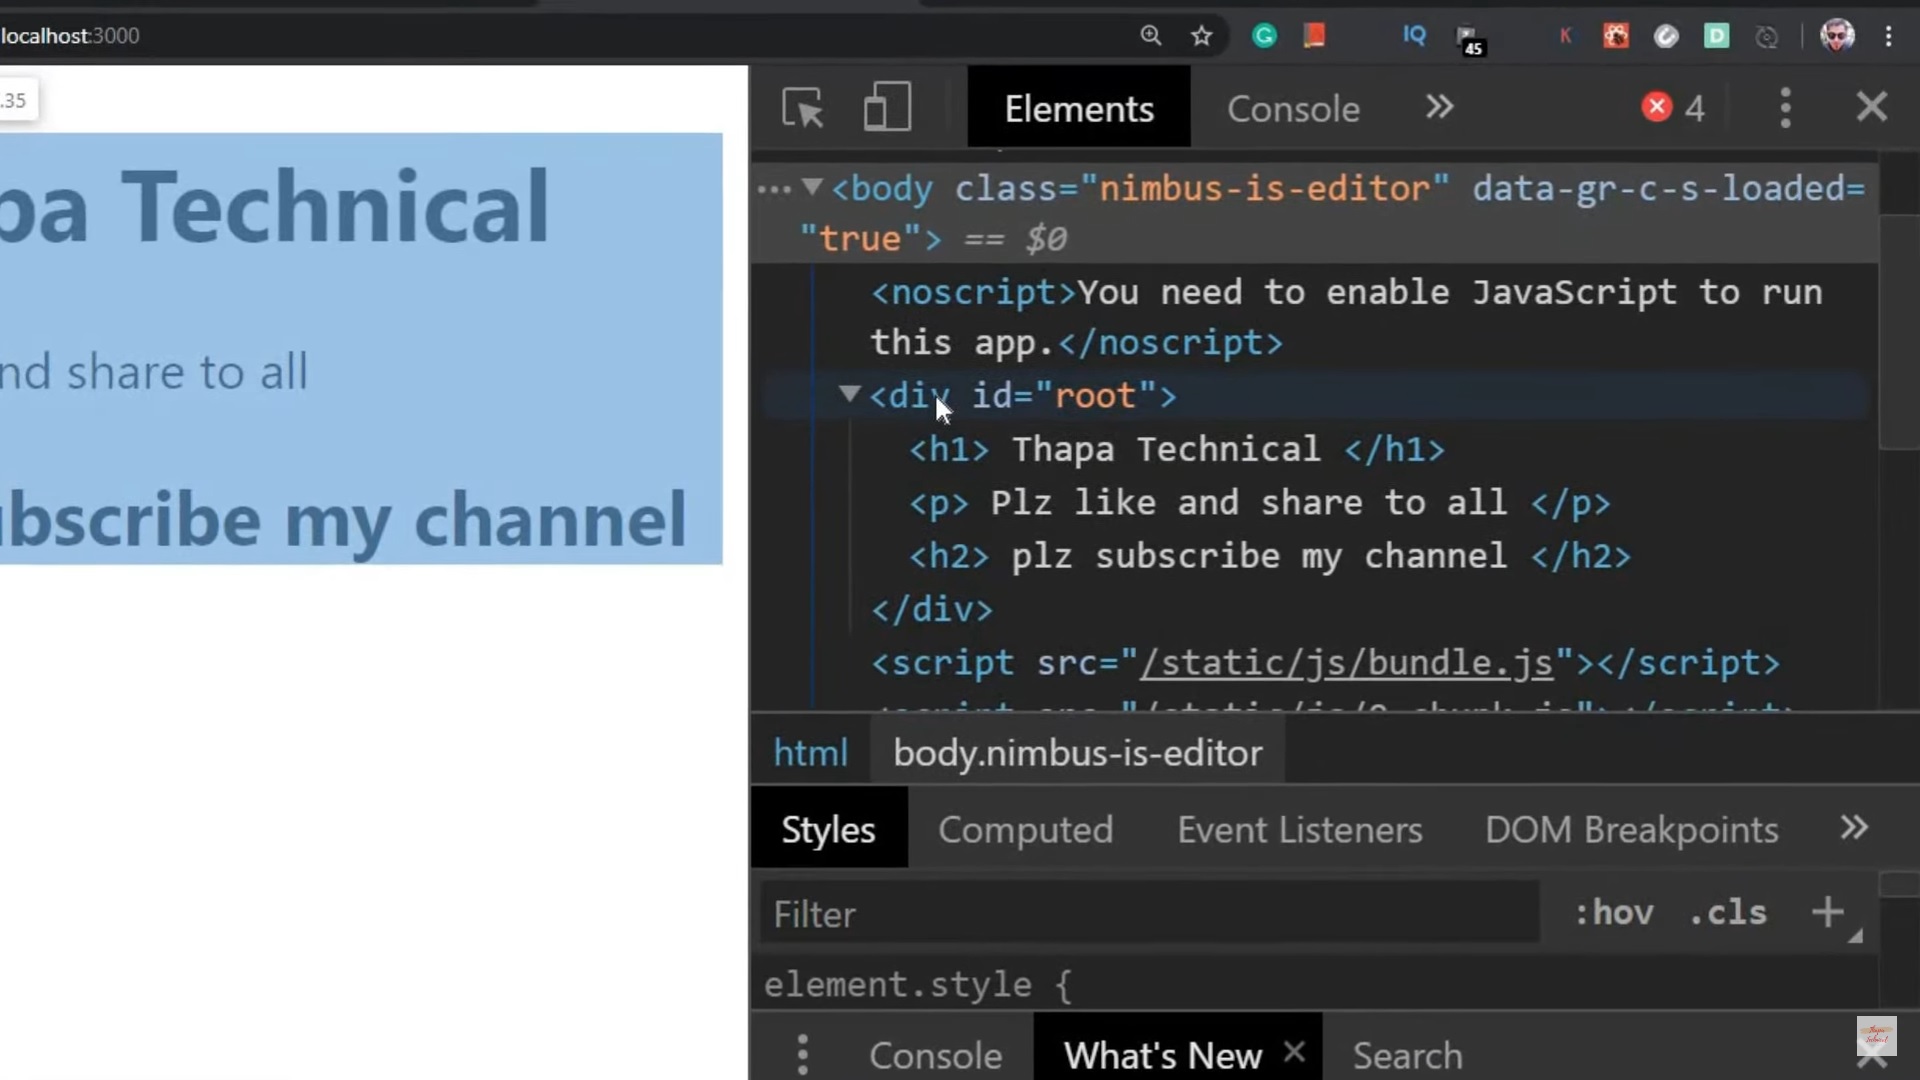 localhost:3000
IQ
45
K
D
.35
pa Technical
nd share to all
ubscribe my channel
Elements
Console
4
<body class="nimbus-is-editor" data-gr-c-s-loaded=
"true"> == $0
<noscript>You need to enable JavaScript to run
this app.</noscript>
<div id="root">
<h1> Thapa Technical </h1>
<p> Plz like and share to all </p>
<h2> plz subscribe my channel </h2>
</div>
<script src="/static/js/bundle.js"></script>
html
body.nimbus-is-editor
Styles
Computed
Event Listeners
DOM Breakpoints
Filter
:hov
.cls
element.style {
Console
What's New
Search